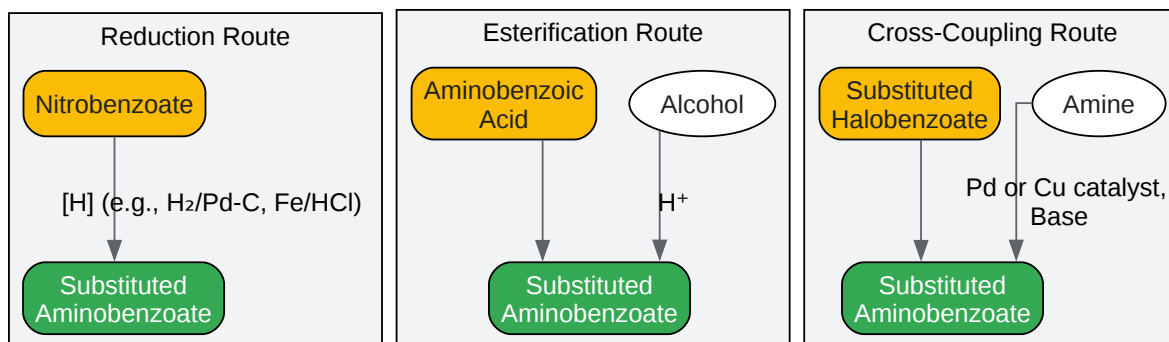 Reduction Route
Nitrobenzoate
[H] (e.g., H₂/Pd-C, Fe/HCl)
Substituted
Aminobenzoate
Esterification Route
Aminobenzoic
Acid
Alcohol
H⁺
Substituted
Aminobenzoate
Cross-Coupling Route
Substituted
Halobenzoate
Amine
Pd or Cu catalyst,
Base
Substituted
Aminobenzoate